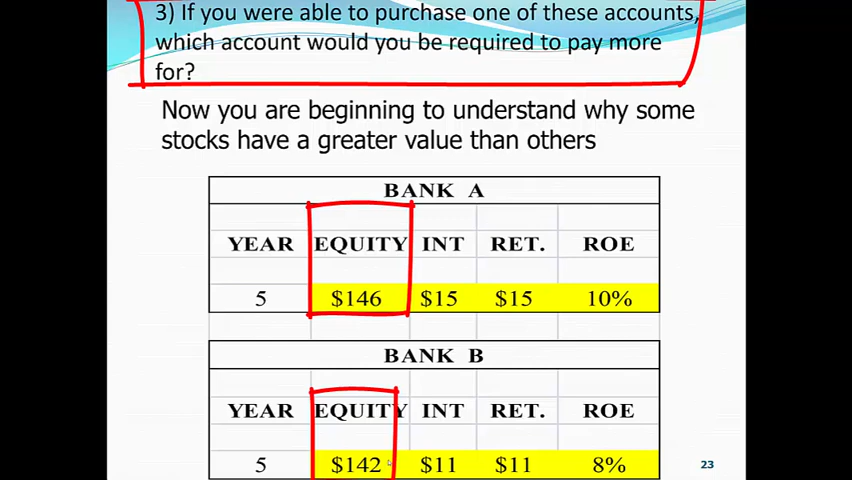 3) If you were able to purchase one of these accounts,
which account would you be required to pay more
for?
Now you are beginning to understand why some
stocks have a greater value than others
BANK A
YEAR EQUITY INT RET. ROE
5 $146 $15 $15 10%
BANK B
YEAR EQUITY INT RET. ROE
5 $142 $11 $11 8%
23